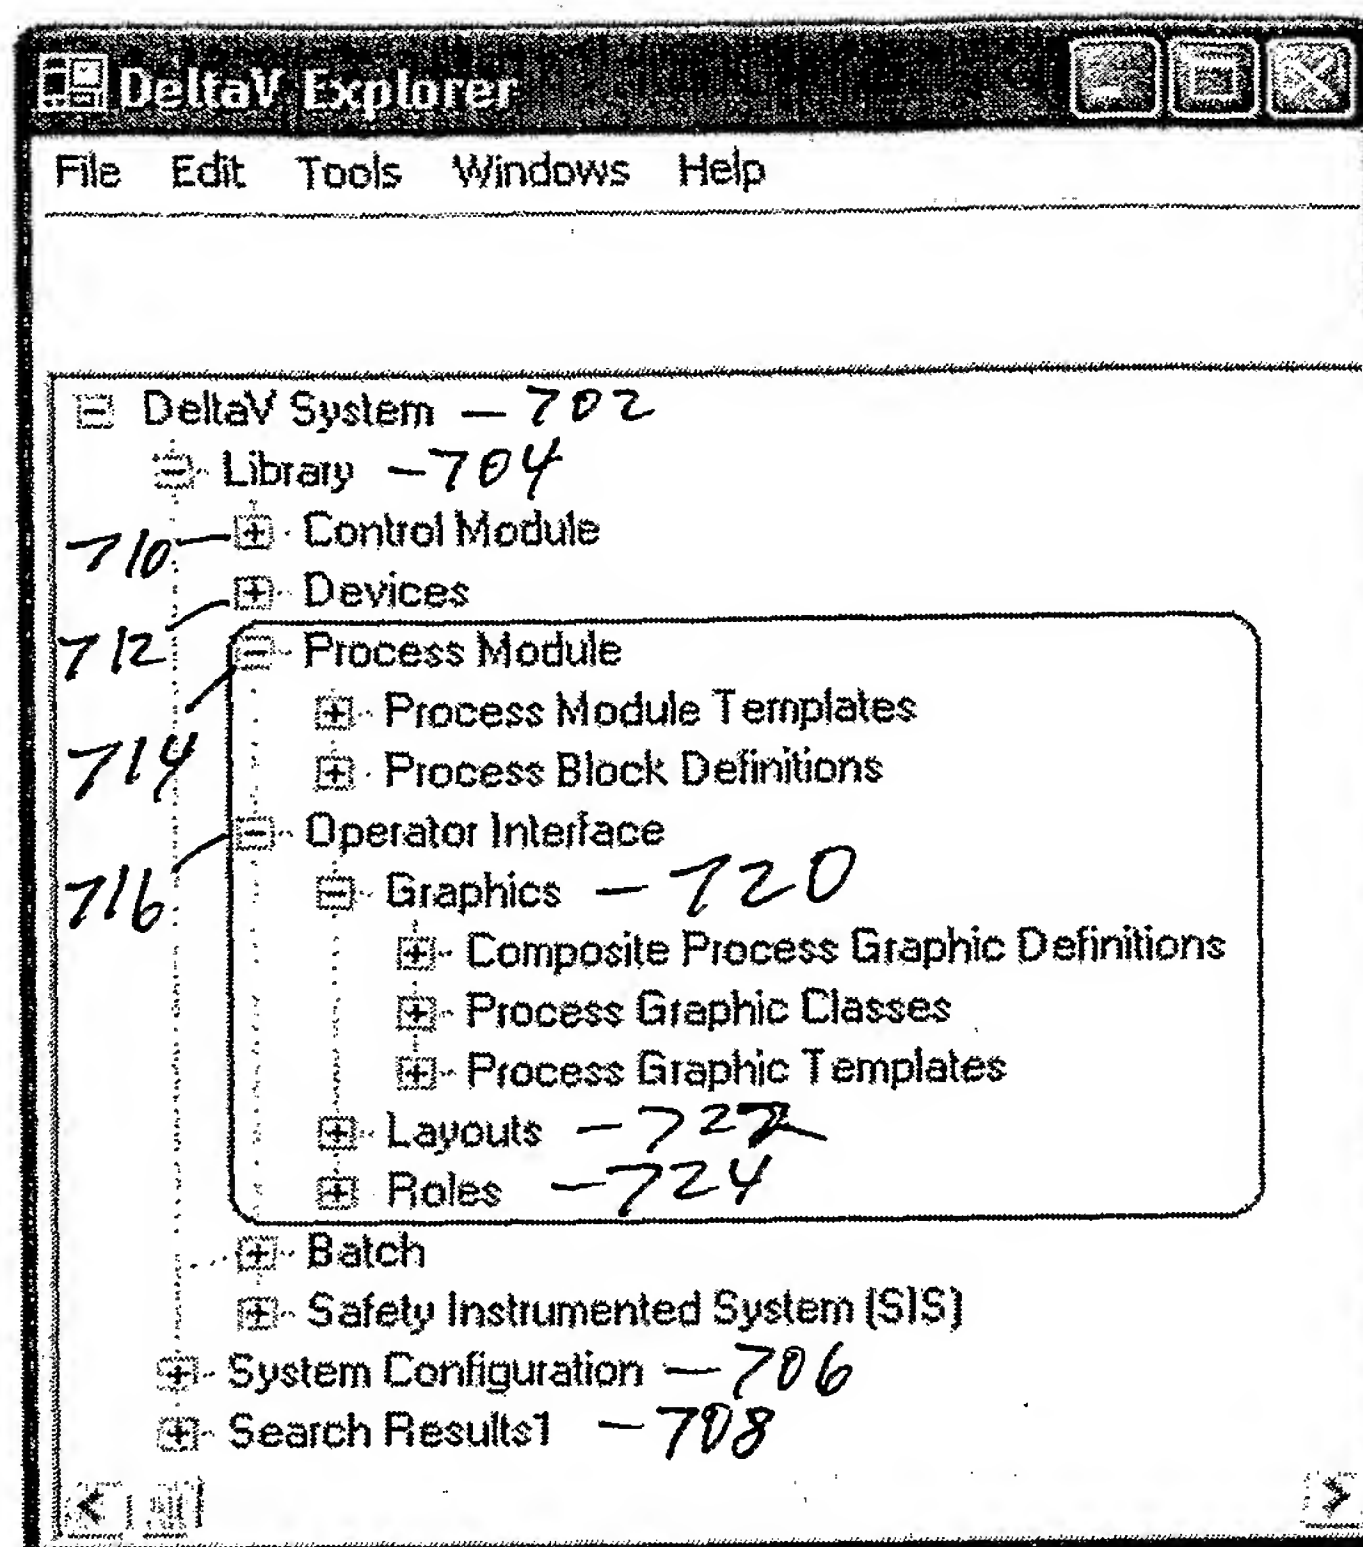 DeltaV Explorer
File Edit Tools Windows Help
DeltaV System — 702
Library — 704
710 Control Module
Devices
712 Process Module
Process Module Templates
714 Process Block Definitions
Operator Interface
716 Graphics — 720
Composite Process Graphic Definitions
Process Graphic Classes
Process Graphic Templates
Layouts — 722
Roles — 724
Batch
Safety Instrumented System (SIS)
System Configuration — 706
Search Results1 — 708